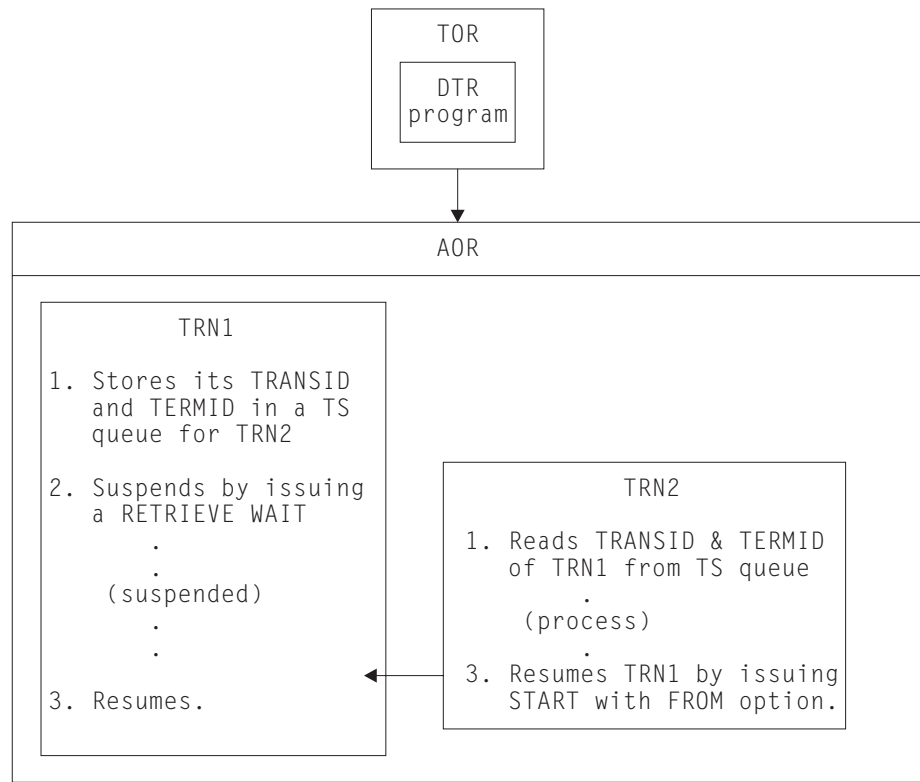 TOR
DTR
program
AOR
TRN1
1. Stores its TRANSID
and TERMID in a TS
queue for TRN2
2. Suspends by issuing
a RETRIEVE WAIT
.
.
(suspended)
.
.
3. Resumes.
TRN2
1. Reads TRANSID & TERMID
of TRN1 from TS queue
.
(process)
.
3. Resumes TRN1 by issuing
START with FROM option.